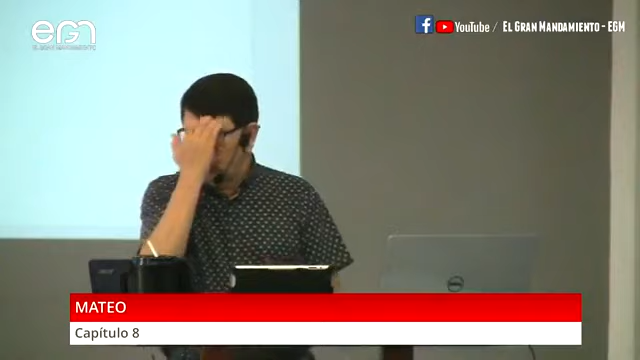 EGM
EL GRAN MANDAMIENTO
YouTube / EL GRAN MANDAMIENTO - EGM
DELL
MATEO
Capítulo 8